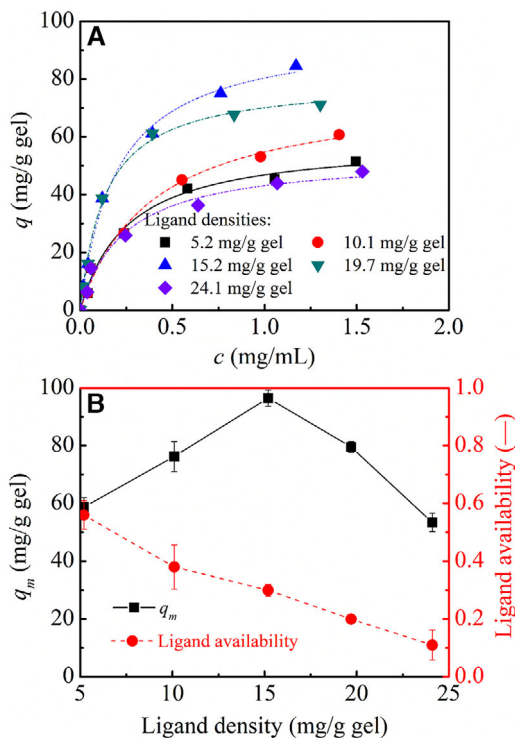 A
100
80
60
40
20
0
q (mg/g gel)
Ligand densities:
5.2 mg/g gel
10.1 mg/g gel
15.2 mg/g gel
19.7 mg/g gel
24.1 mg/g gel
0.0 0.5 1.0 1.5 2.0
c (mg/mL)
B
100
80
60
40
20
0
qm (mg/g gel)
1.0
0.8
0.6
0.4
0.2
0.0
Ligand availability (—)
qm
Ligand availability
5 10 15 20 25
Ligand density (mg/g gel)